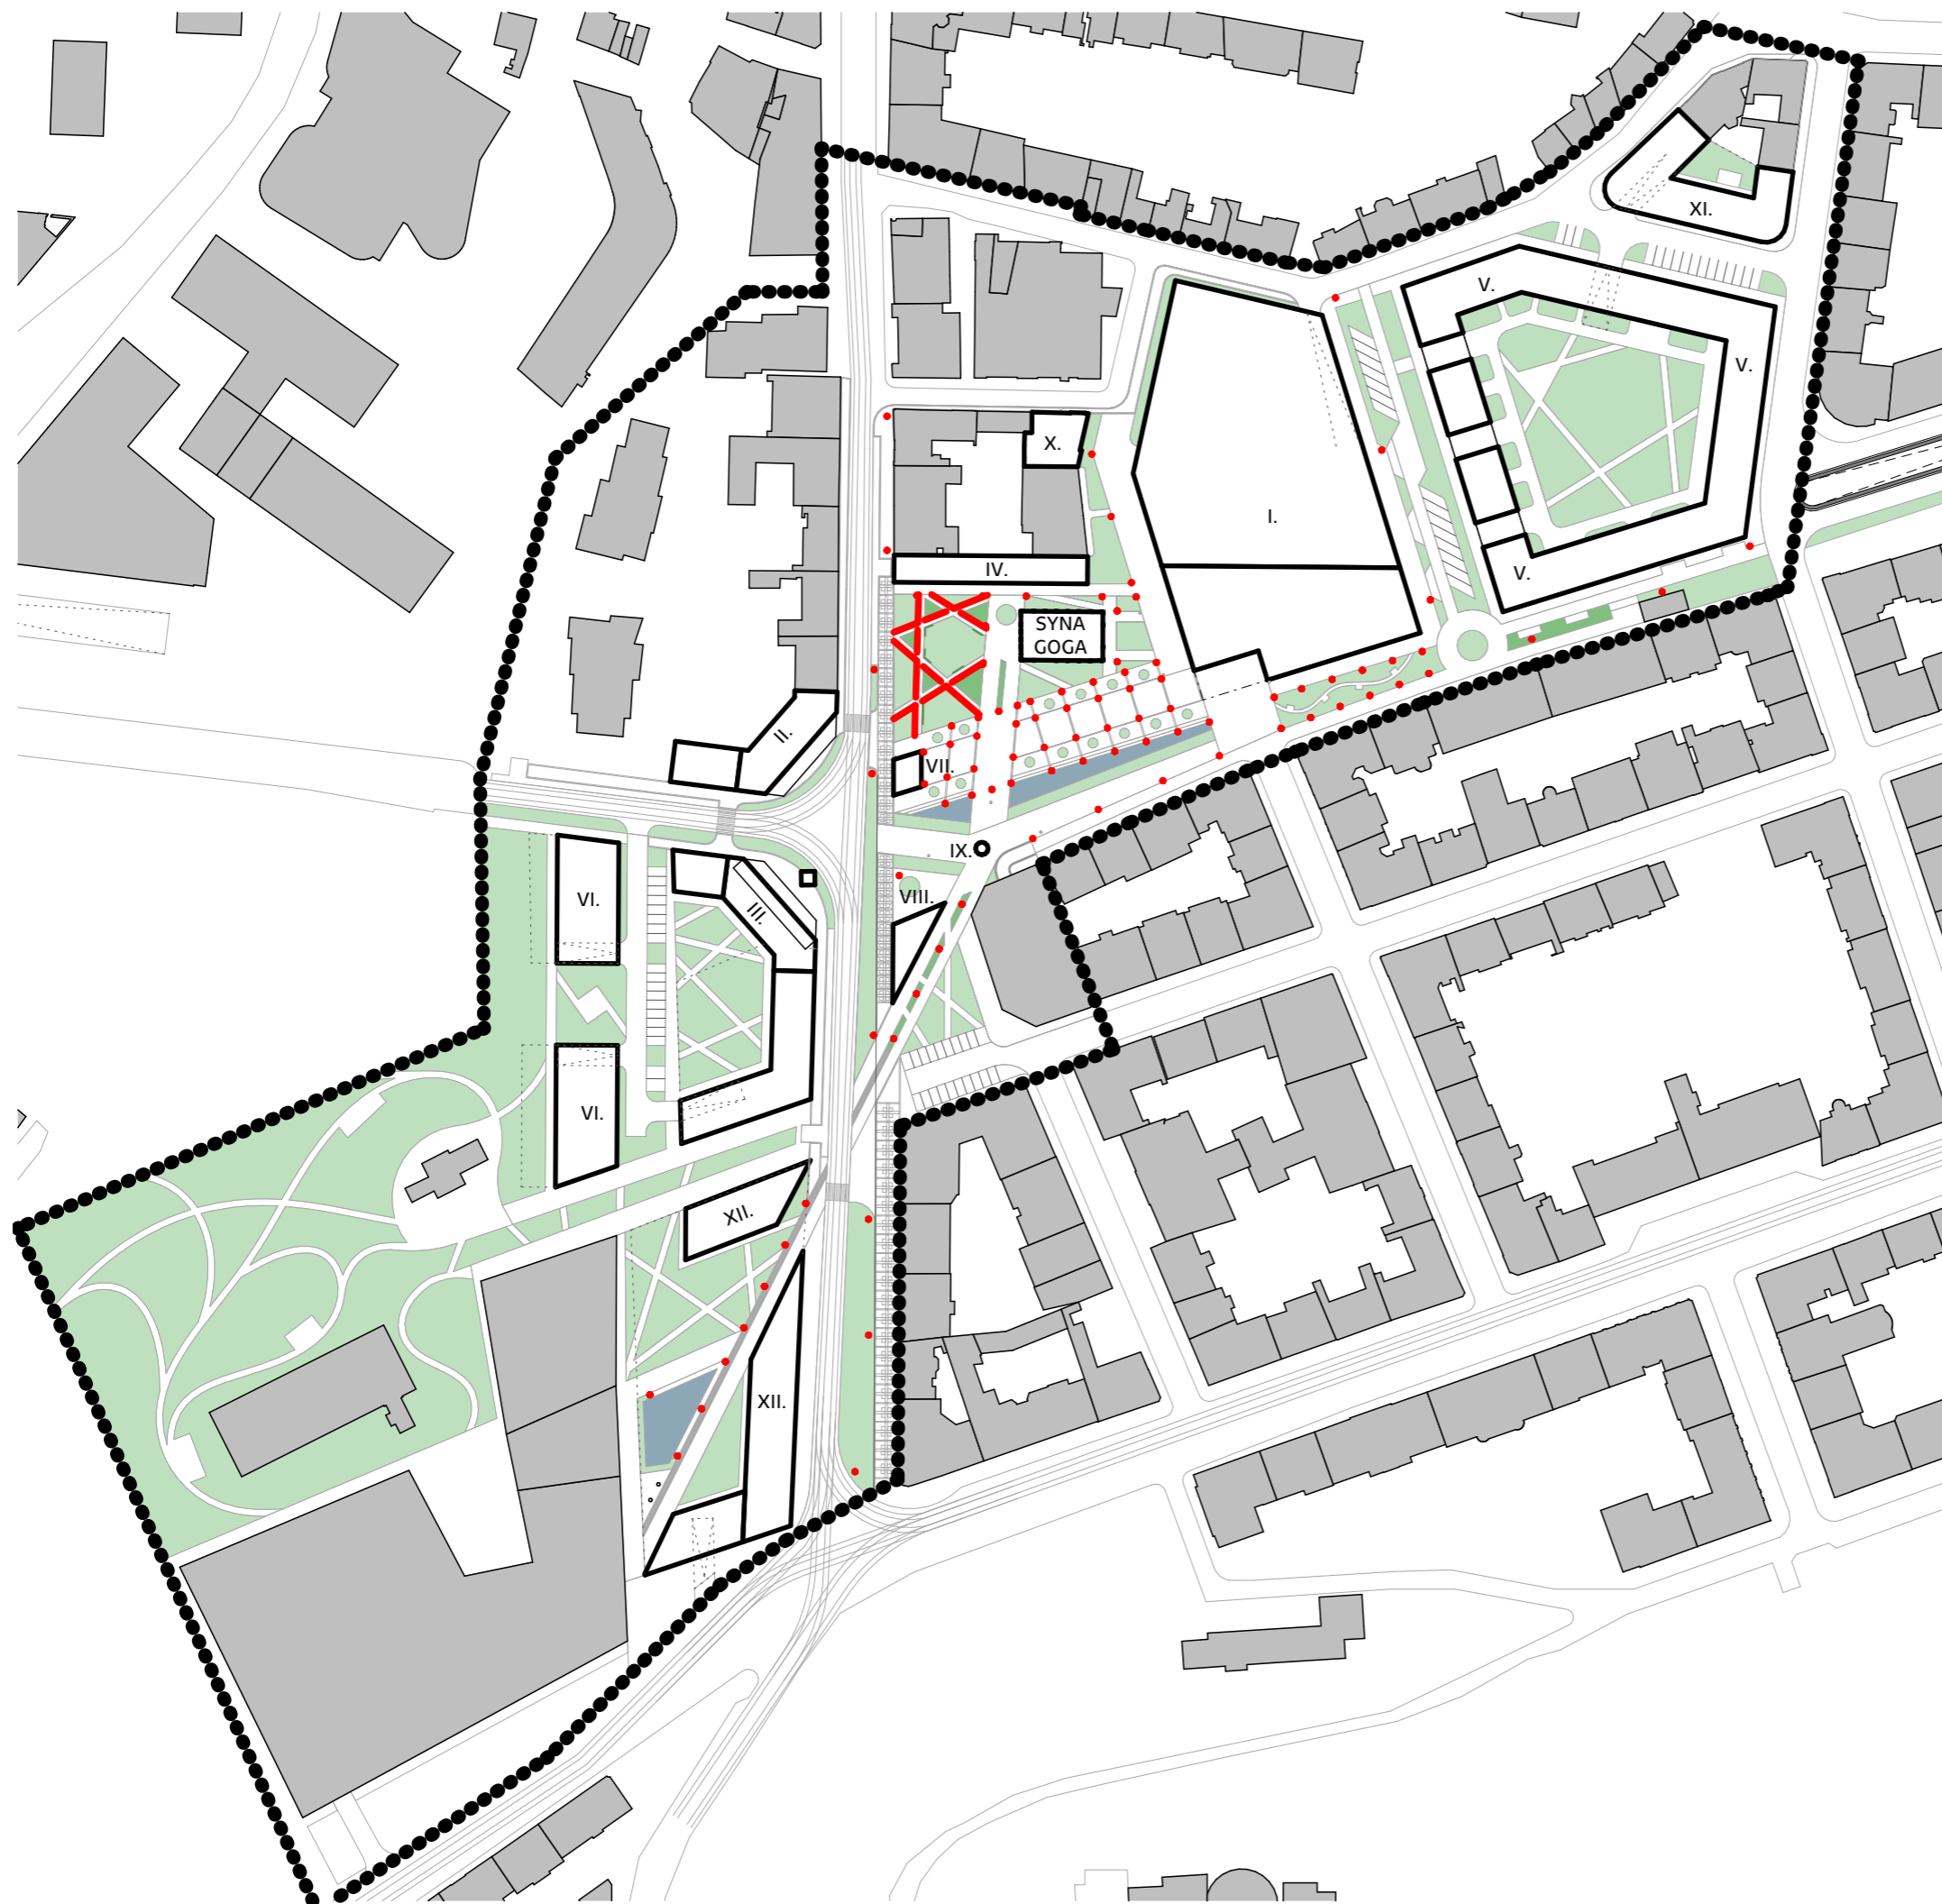 XI.
V.
V.
X.
I.
IV.
V.
SYNA
GOGA
II.
VII.
IX.
VI.
III.
VIII.
VI.
XII.
XII.